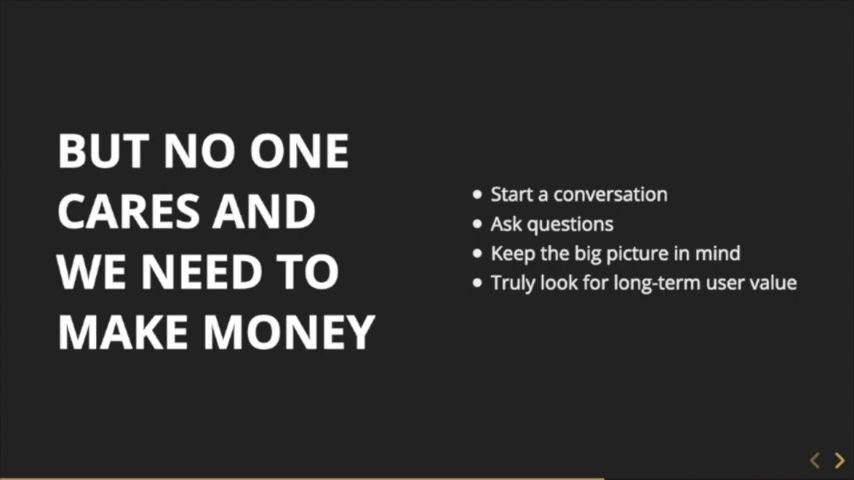 BUT NO ONE
CARES AND
WE NEED TO
MAKE MONEY
Start a conversation
Ask questions
Keep the big picture in mind
Truly look for long-term user value